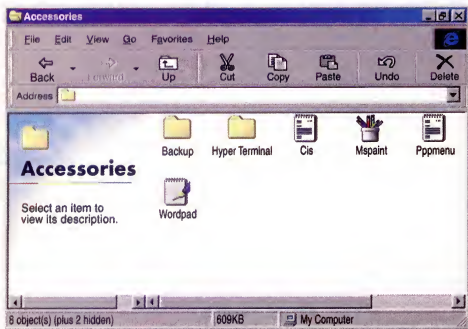 Accessories
File Edit View Go Favorites Help
Back Forward Up Cut Copy Paste Undo Delete
Address
Accessories
Select an item to
view its description.
Backup Hyper Terminal Cis Mspaint Pppmenu
Wordpad
6 object(s) (plus 2 hidden) 609KB My Computer